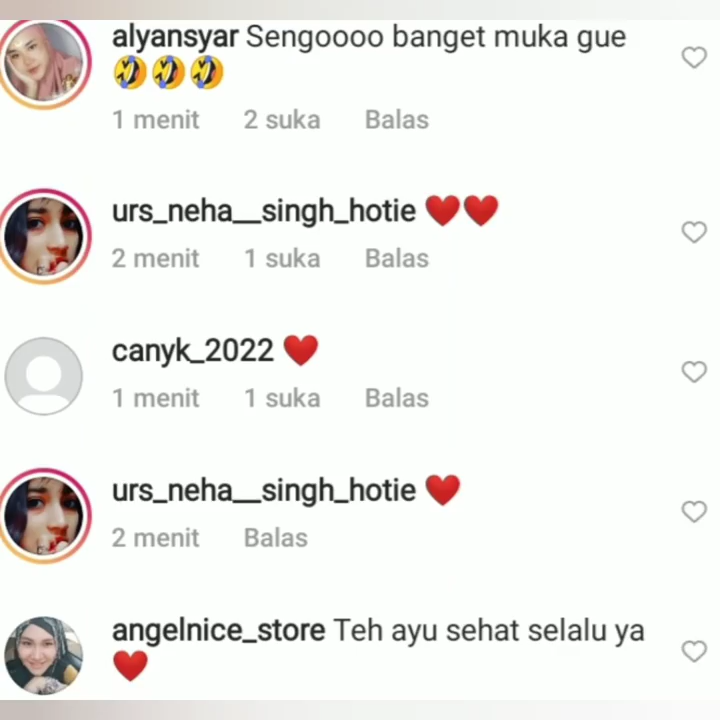 alyansyar Sengoooo banget muka gue
🤣🤣🤣
1 menit 2 suka Balas
urs_neha__singh_hotie ❤️❤️
2 menit 1 suka Balas
canyk_2022 ❤️
1 menit 1 suka Balas
urs_neha__singh_hotie ❤️
2 menit Balas
angelnice_store Teh ayu sehat selalu ya
❤️